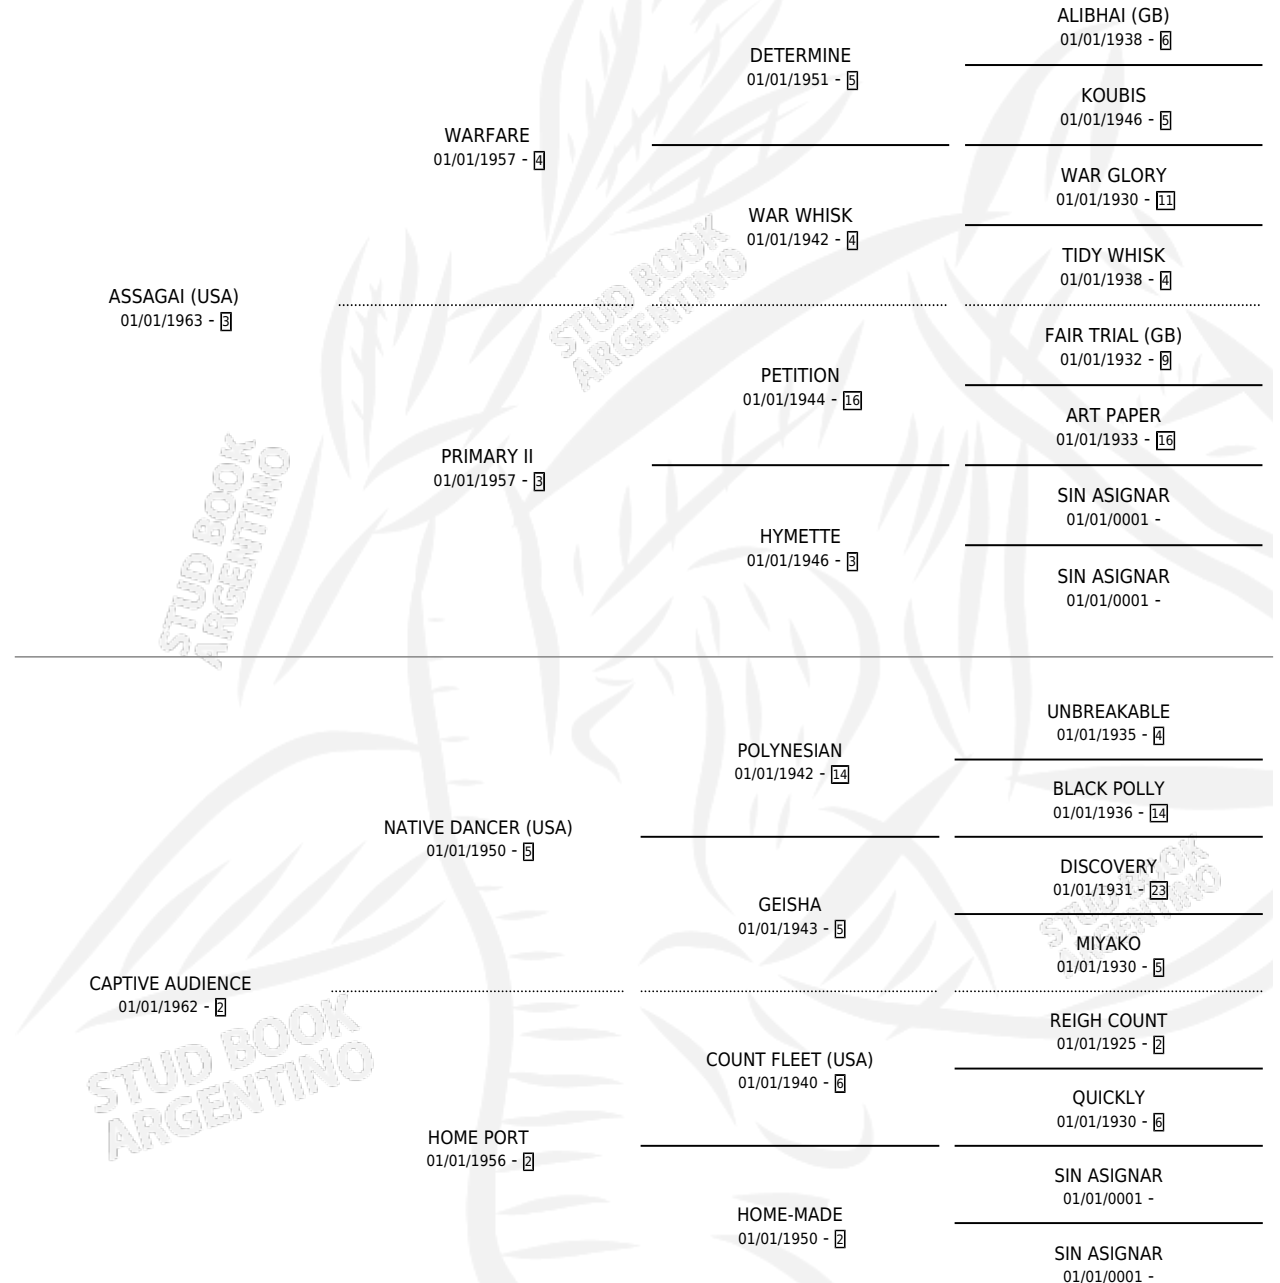 ALIBHAI (GB)
01/01/1938 - 6
DETERMINE
01/01/1951 - 5
KOUBIS
01/01/1946 - 5
WARFARE
01/01/1957 - 4
WAR GLORY
01/01/1930 - 11
WAR WHISK
01/01/1942 - 4
TIDY WHISK
01/01/1938 - 4
ASSAGAI (USA)
01/01/1963 - 3
FAIR TRIAL (GB)
01/01/1932 - 9
PETITION
01/01/1944 - 16
ART PAPER
01/01/1933 - 16
PRIMARY II
01/01/1957 - 3
SIN ASIGNAR
01/01/0001 -
HYMETTE
01/01/1946 - 3
SIN ASIGNAR
01/01/0001 -
UNBREAKABLE
01/01/1935 - 4
POLYNESIAN
01/01/1942 - 14
BLACK POLLY
01/01/1936 - 14
NATIVE DANCER (USA)
01/01/1950 - 5
DISCOVERY
01/01/1931 - 23
GEISHA
01/01/1943 - 5
MIYAKO
01/01/1930 - 5
CAPTIVE AUDIENCE
01/01/1962 - 2
REIGH COUNT
01/01/1925 - 2
COUNT FLEET (USA)
01/01/1940 - 6
QUICKLY
01/01/1930 - 6
HOME PORT
01/01/1956 - 2
SIN ASIGNAR
01/01/0001 -
HOME-MADE
01/01/1950 - 2
SIN ASIGNAR
01/01/0001 -
STUD BOOK
ARGENTINO
STUD BOOK
ARGENTINO
STUD BOOK
ARGENTINO
STUD BOOK
ARGENTINO